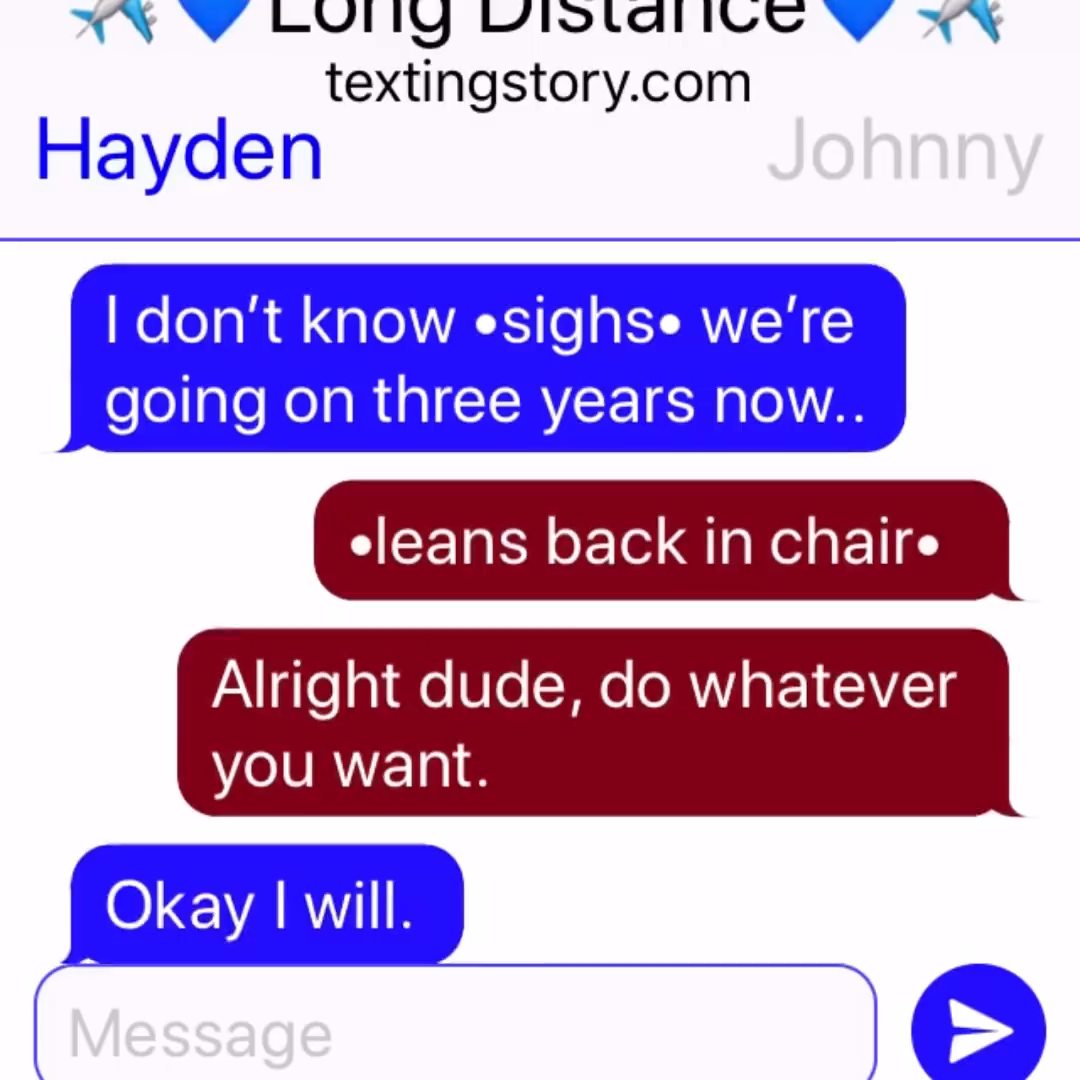 ✈️💙Long Distance💙✈️
textingstory.com
Hayden
Johnny
I don’t know •sighs• we’re
going on three years now..
•leans back in chair•
Alright dude, do whatever
you want.
Okay I will.
Message